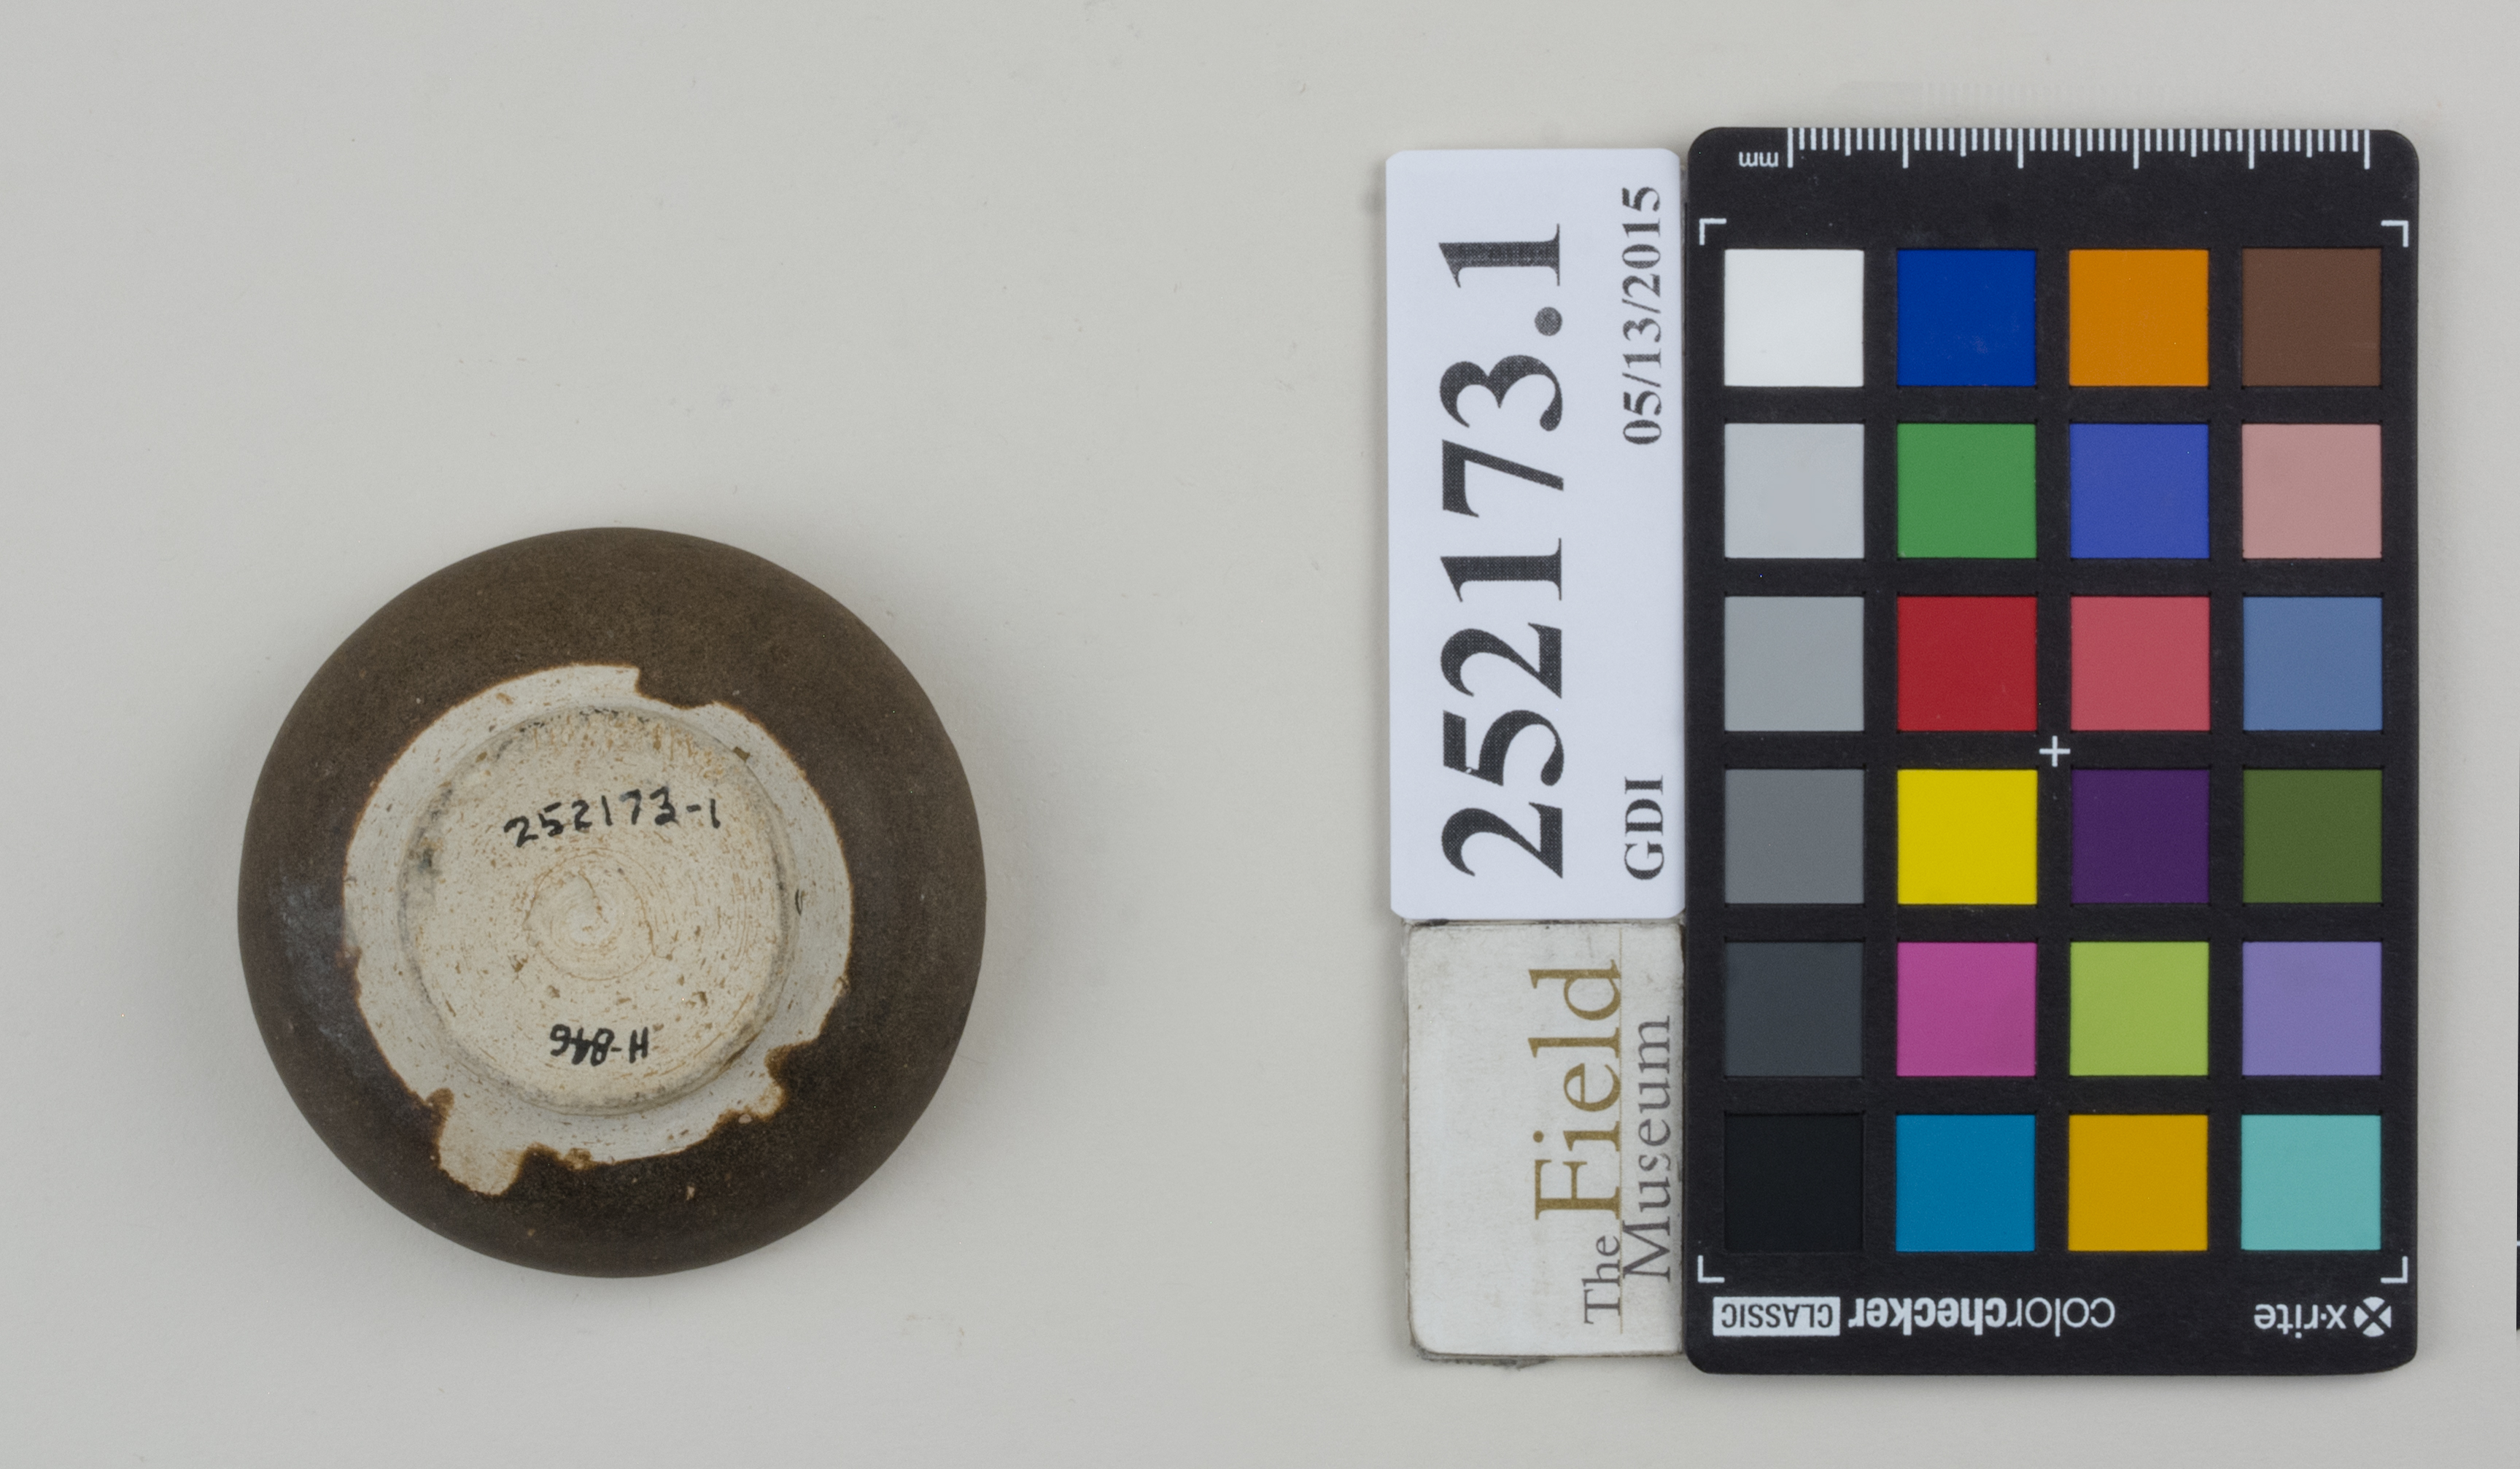 252173-1
H-846
252173.1
GDI 05/13/2015
The Field
Museum
mm
x·rite
colorchecker CLASSIC